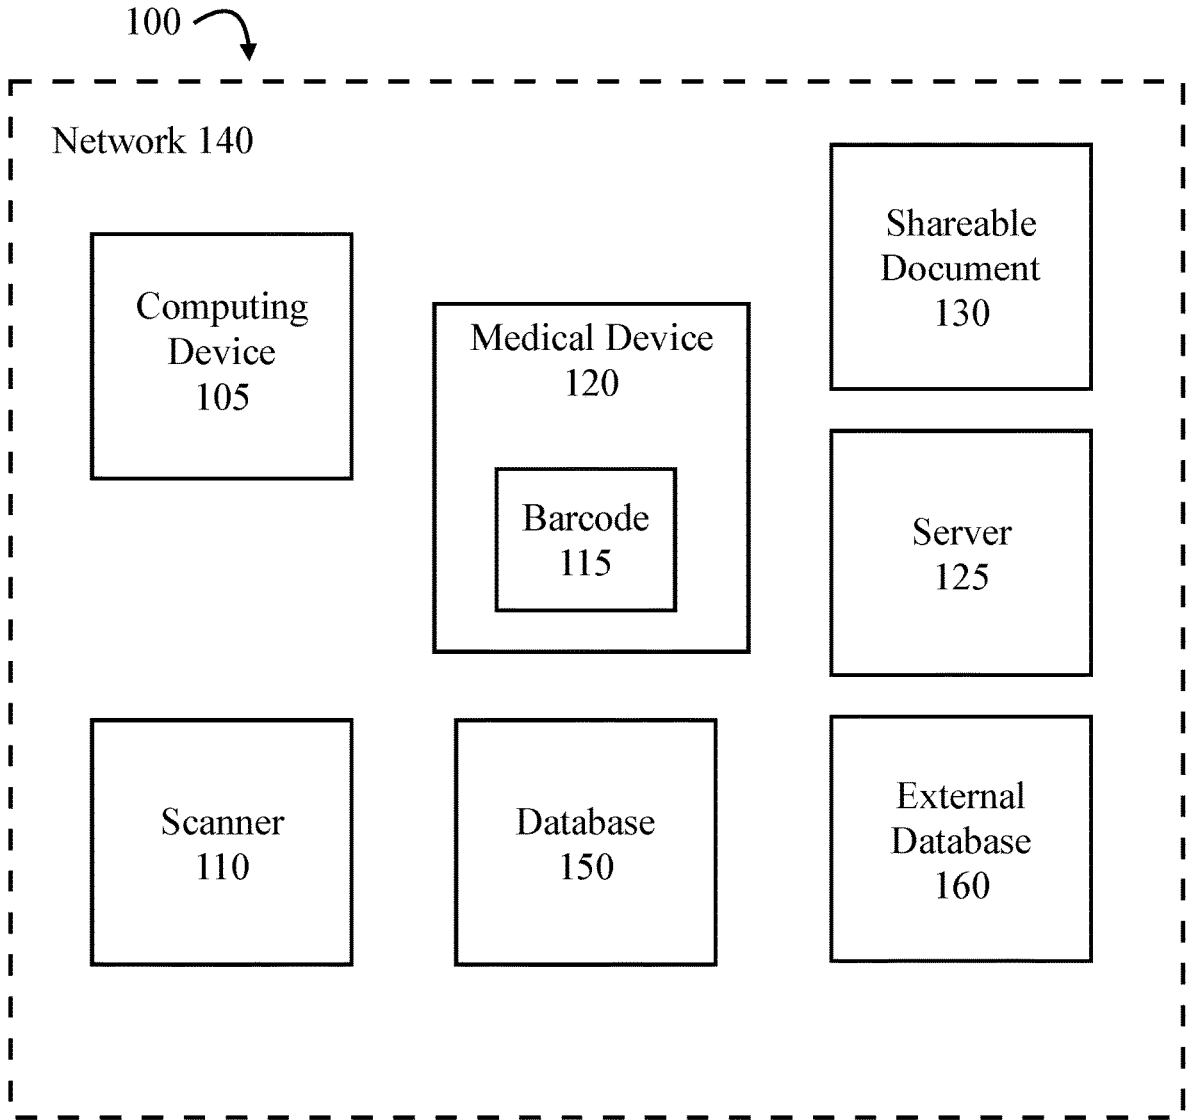 100
Network 140
Shareable
Document
130
Computing
Device
105
Medical Device
120
Barcode
115
Server
125
Scanner
110
Database
150
External
Database
160